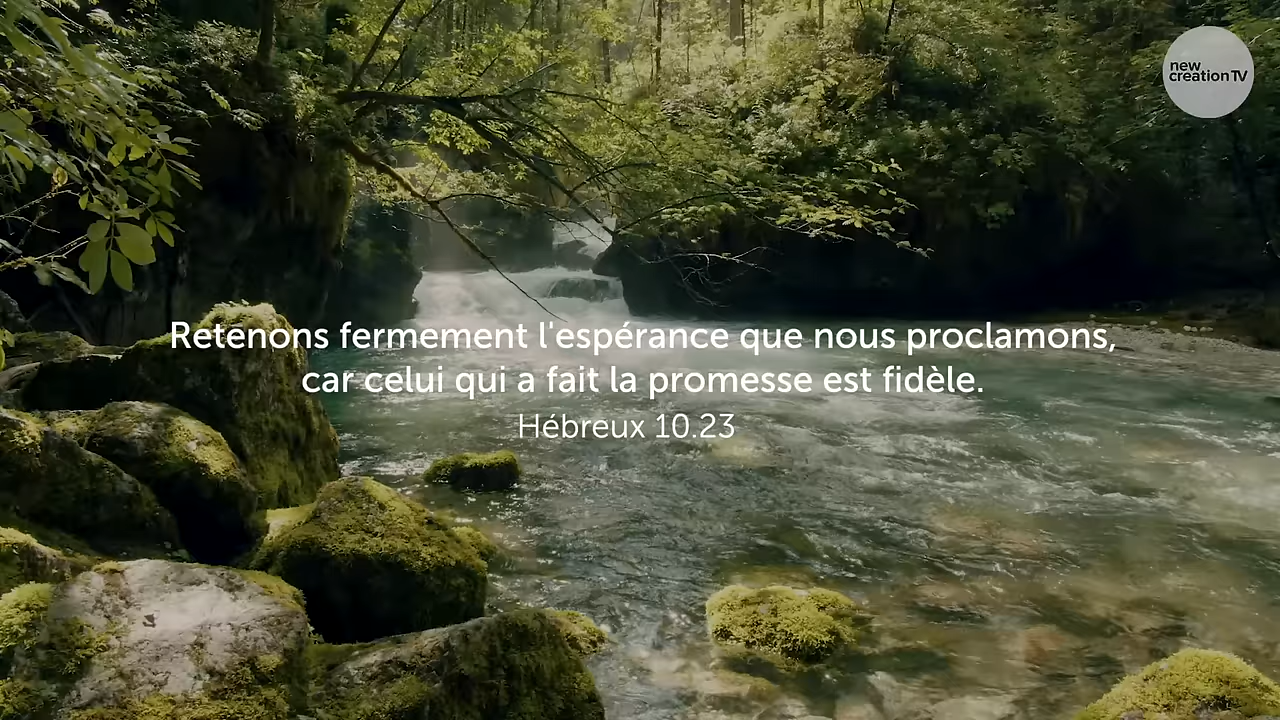 new
creation TV
Retenons fermement l'espérance que nous proclamons,
car celui qui a fait la promesse est fidèle.
Hébreux 10.23